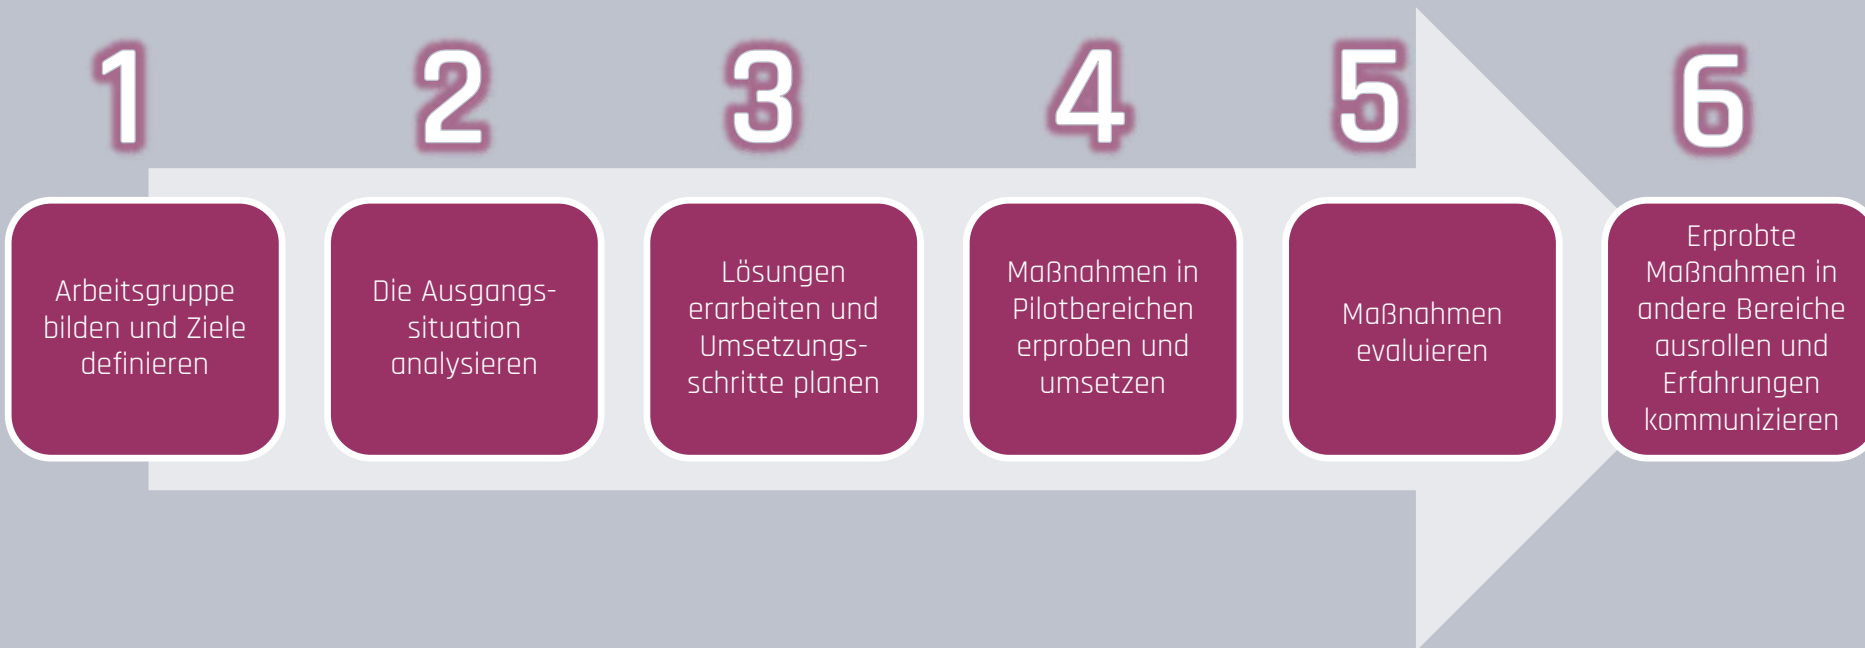 1
2
3
4
5
6
Arbeitsgruppe
bilden und Ziele
definieren
Die Ausgangs-
situation
analysieren
Lösungen
erarbeiten und
Umsetzungs-
schritte planen
Maßnahmen in
Pilotbereichen
erproben und
umsetzen
Maßnahmen
evaluieren
Erprobte
Maßnahmen in
andere Bereiche
ausrollen und
Erfahrungen
kommunizieren